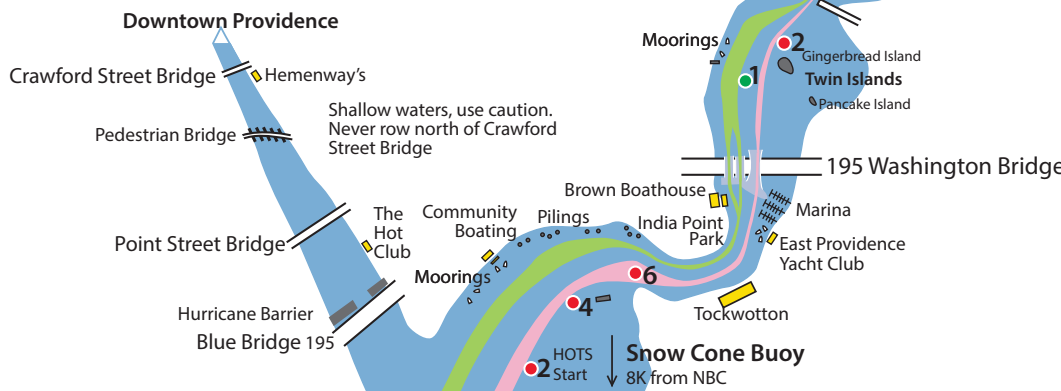 Downtown Providence
Crawford Street Bridge
Hemenway's
Pedestrian Bridge
Shallow waters, use caution.
Never row north of Crawford
Street Bridge
Point Street Bridge
The
Hot
Club
Hurricane Barrier
Blue Bridge 195
Community
Boating
Moorings
Pilings
India Point
Park
Brown Boathouse
Moorings
1
2
Gingerbread Island
Twin Islands
Pancake Island
195 Washington Bridge
Marina
East Providence
Yacht Club
Tockwotton
6
4
2
HOTS
Start
Snow Cone Buoy
8K from NBC